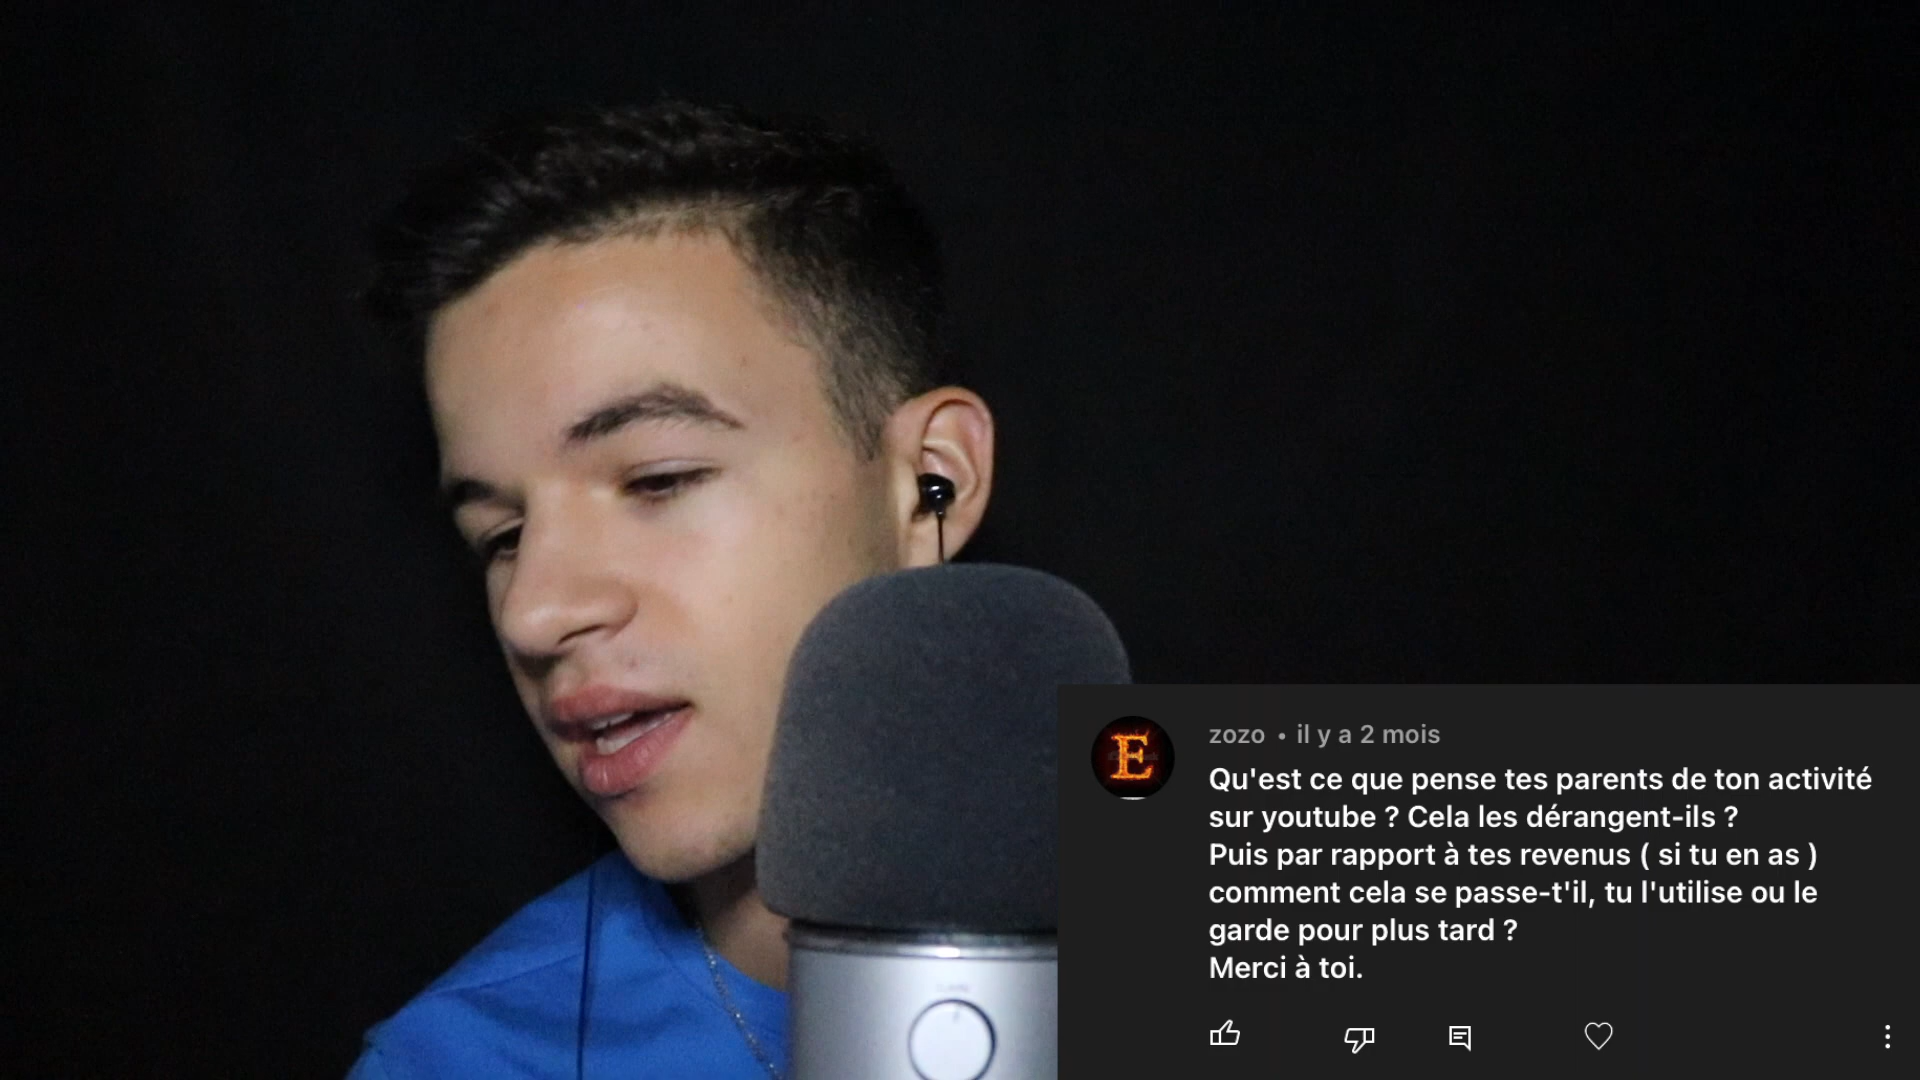 E
zozo • il y a 2 mois
Qu'est ce que pense tes parents de ton activité
sur youtube ? Cela les dérangent-ils ?
Puis par rapport à tes revenus ( si tu en as )
comment cela se passe-t'il, tu l'utilise ou le
garde pour plus tard ?
Merci à toi.